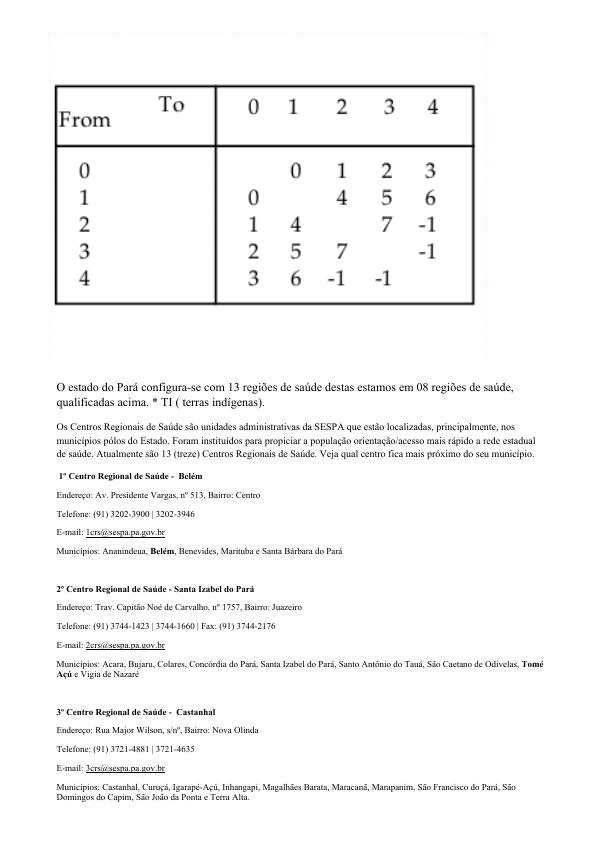 To
From
0 1 2 3 4
0 0 1 2 3
1 0 4 5 6
2 1 4 7 -1
3 2 5 7 -1
4 3 6 -1 -1
O estado do Pará configura-se com 13 regiões de saúde destas estamos em 08 regiões de saúde,
qualificadas acima. * TI ( terras indígenas).
Os Centros Regionais de Saúde são unidades administrativas da SESPA que estão localizadas, principalmente, nos
municípios pólos do Estado. Foram instituídos para propiciar a população orientação/acesso mais rápido a rede estadual
de saúde. Atualmente são 13 (treze) Centros Regionais de Saúde. Veja qual centro fica mais próximo do seu município.
1º Centro Regional de Saúde - Belém
Endereço: Av. Presidente Vargas, nº 513, Bairro: Centro
Telefone: (91) 3202-3900 | 3202-3946
E-mail: 1crs@sespa.pa.gov.br
Municípios: Ananindeua, Belém, Benevides, Marituba e Santa Bárbara do Pará
2º Centro Regional de Saúde - Santa Izabel do Pará
Endereço: Trav. Capitão Noé de Carvalho, nº 1757, Bairro: Juazeiro
Telefone: (91) 3744-1423 | 3744-1660 | Fax: (91) 3744-2176
E-mail: 2crs@sespa.pa.gov.br
Municípios: Acara, Bujaru, Colares, Concórdia do Pará, Santa Izabel do Pará, Santo Antônio do Tauá, São Caetano de Odivelas, Tomé
Açú e Vigia de Nazaré
3º Centro Regional de Saúde - Castanhal
Endereço: Rua Major Wilson, s/nº, Bairro: Nova Olinda
Telefone: (91) 3721-4881 | 3721-4635
E-mail: 3crs@sespa.pa.gov.br
Municípios: Castanhal, Curuçá, Igarapé-Açú, Inhangapi, Magalhães Barata, Maracanã, Marapanim, São Francisco do Pará, São
Domingos do Capim, São João da Ponta e Terra Alta.